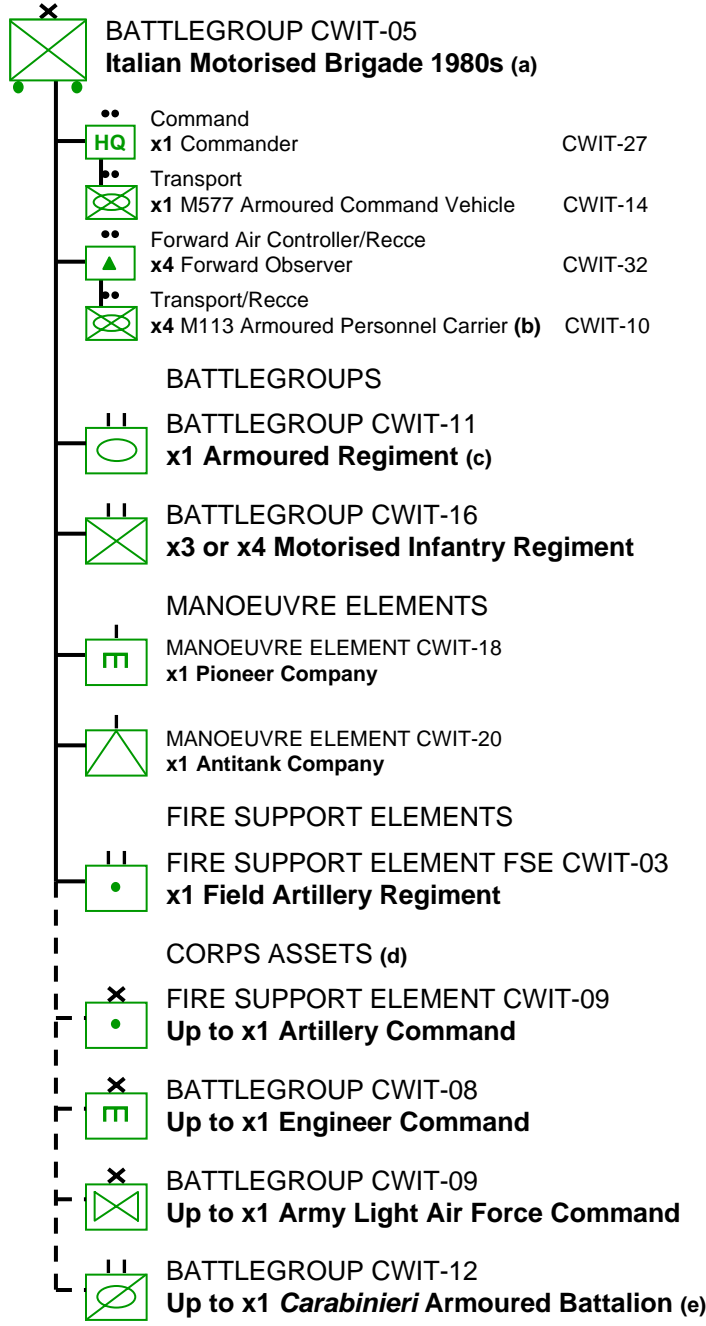 BATTLEGROUP CWIT-05
Italian Motorised Brigade 1980s (a)
Command
HQ x1 Commander CWIT-27
Transport
x1 M577 Armoured Command Vehicle CWIT-14
Forward Air Controller/Recce
x4 Forward Observer CWIT-32
Transport/Recce
x4 M113 Armoured Personnel Carrier (b) CWIT-10
BATTLEGROUPS
BATTLEGROUP CWIT-11
x1 Armoured Regiment (c)
BATTLEGROUP CWIT-16
x3 or x4 Motorised Infantry Regiment
MANOEUVRE ELEMENTS
MANOEUVRE ELEMENT CWIT-18
x1 Pioneer Company
MANOEUVRE ELEMENT CWIT-20
x1 Antitank Company
FIRE SUPPORT ELEMENTS
FIRE SUPPORT ELEMENT FSE CWIT-03
x1 Field Artillery Regiment
CORPS ASSETS (d)
FIRE SUPPORT ELEMENT CWIT-09
Up to x1 Artillery Command
BATTLEGROUP CWIT-08
Up to x1 Engineer Command
BATTLEGROUP CWIT-09
Up to x1 Army Light Air Force Command
BATTLEGROUP CWIT-12
Up to x1 Carabinieri Armoured Battalion (e)